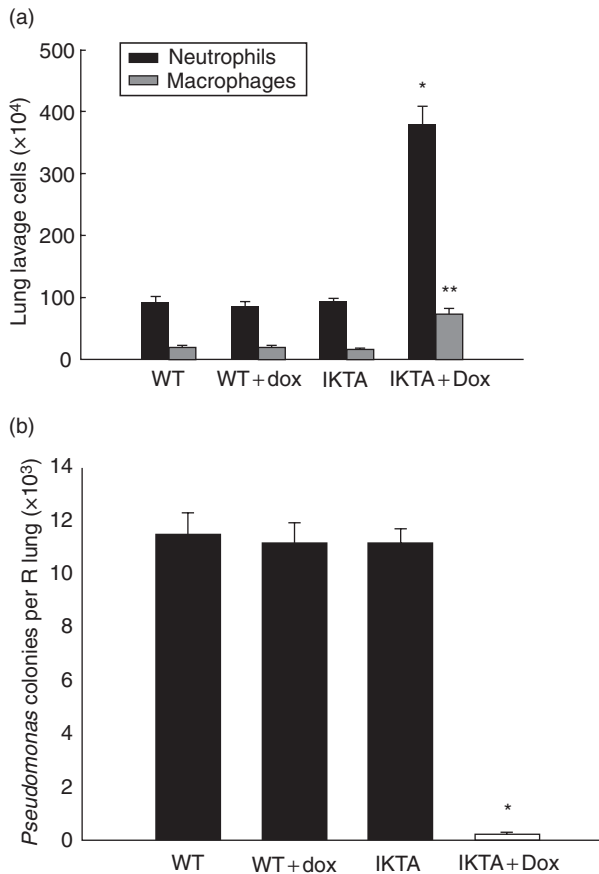 (a)
500
400
300
200
100
0
Lung lavage cells (×10⁴)
Neutrophils
Macrophages
*
**
WT
WT+dox
IKTA
IKTA+Dox
(b)
14
12
10
8
6
4
2
0
Pseudomonas colonies per R lung (×10³)
*
WT
WT+dox
IKTA
IKTA+Dox